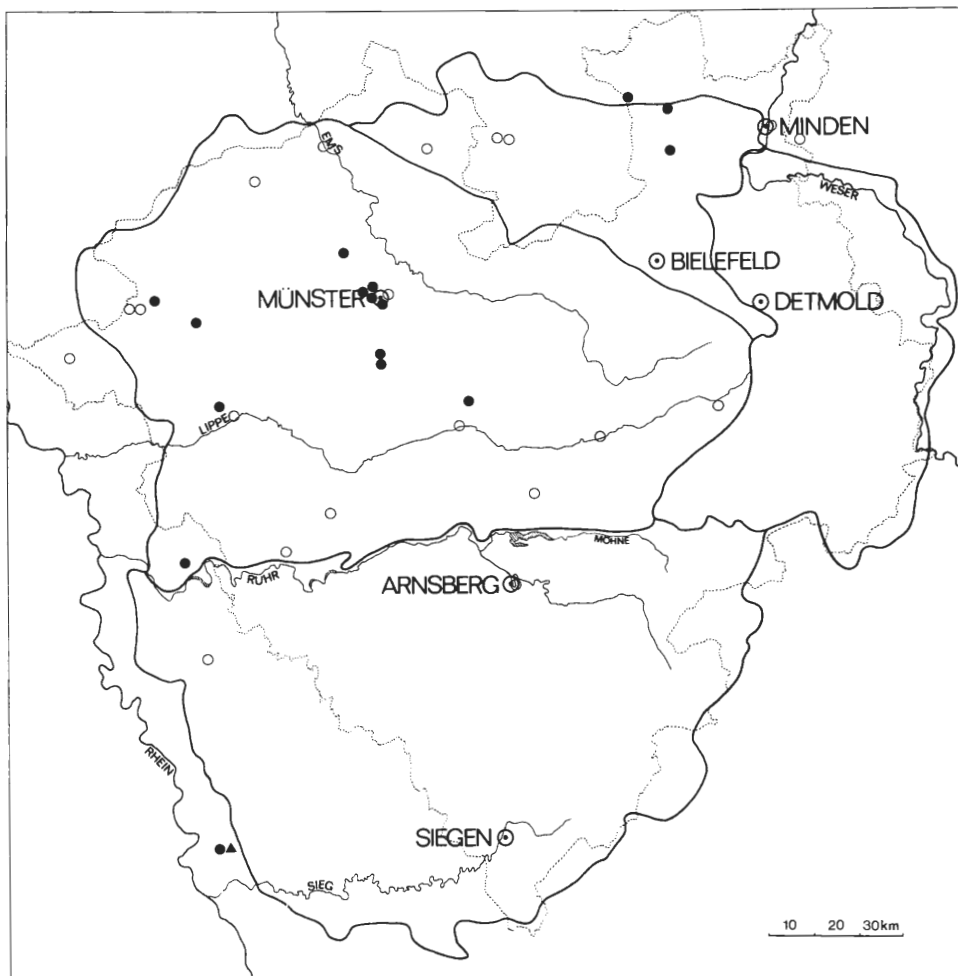 EMS
MINDEN
WESER
BIELEFELD
MÜNSTER
DETMOLD
LIPPE
MÖHNE
RUHR
ARNSBERG
RHEIN
SIEGEN
SIEG
10 20 30km